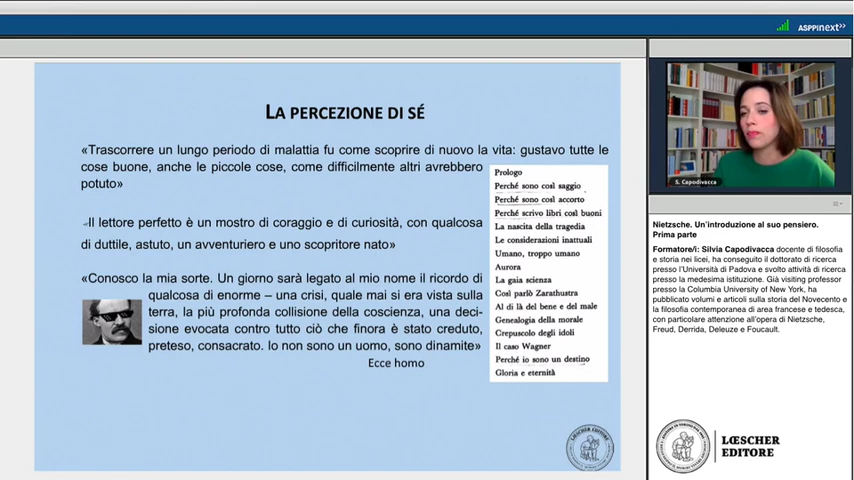 ASPPInext>>
LA PERCEZIONE DI SÉ
«Trascorrere un lungo periodo di malattia fu come scoprire di nuovo la vita: gustavo tutte le
cose buone, anche le piccole cose, come difficilmente altri avrebbero
potuto»
«Il lettore perfetto è un mostro di coraggio e di curiosità, con qualcosa
di duttile, astuto, un avventuriero e uno scopritore nato»
«Conosco la mia sorte. Un giorno sarà legato al mio nome il ricordo di
qualcosa di enorme – una crisi, quale mai si era vista sulla
terra, la più profonda collisione della coscienza, una deci-
sione evocata contro tutto ciò che finora è stato creduto,
preteso, consacrato. Io non sono un uomo, sono dinamite»
Ecce homo
Prologo
Perché sono così saggio
Perché sono così accorto
Perché scrivo libri così buoni
La nascita della tragedia
Le considerazioni inattuali
Umano, troppo umano
Aurora
La gaia scienza
Così parlò Zarathustra
Al di là del bene e del male
Genealogia della morale
Crepuscolo degli idoli
Il caso Wagner
Perché io sono un destino
Gloria e eternità
S. Capodivacca
Nietzsche. Un'introduzione al suo pensiero.
Prima parte
Formatore/i: Silvia Capodivacca docente di filosofia
e storia nei licei, ha conseguito il dottorato di ricerca
presso l'Università di Padova e svolto attività di ricerca
presso la medesima istituzione. Già visiting professor
presso la Columbia University of New York, ha
pubblicato volumi e articoli sulla storia del Novecento e
la filosofia contemporanea di area francese e tedesca,
con particolare attenzione all'opera di Nietzsche,
Freud, Derrida, Deleuze e Foucault.
LŒSCHER
EDITORE